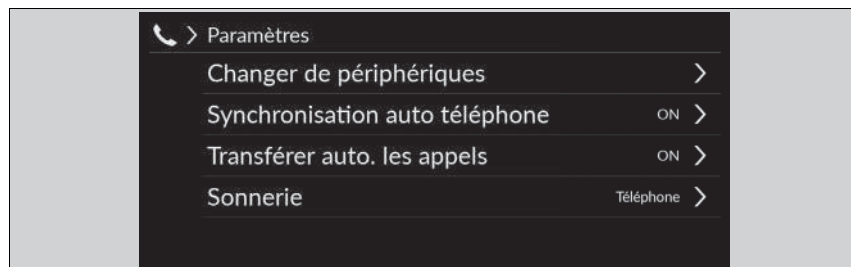 Paramètres
Changer de périphériques
Synchronisation auto téléphone ON
Transférer auto. les appels ON
Sonnerie Téléphone